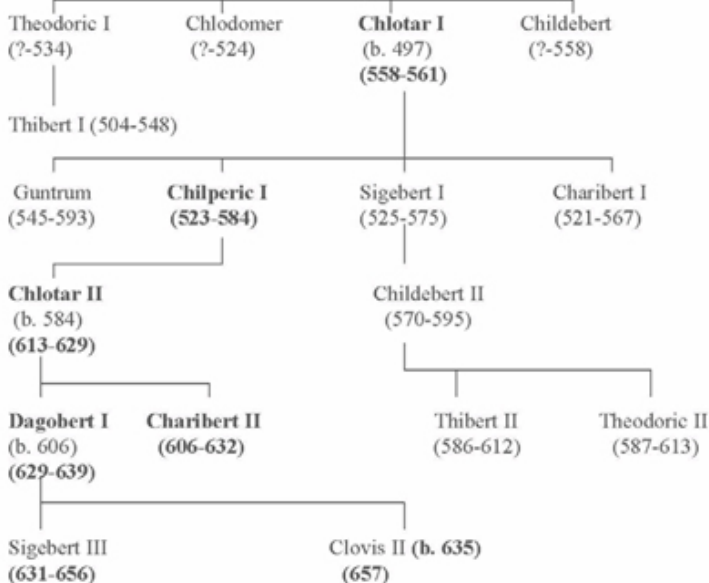 Theodoric I Chlodomer Chlotar I Childebert
(?-534) (?-524) (b. 497) (?-558)
(558-561)
Thibert I (504-548)
Guntrum Chilperic I Sigebert I Charibert I
(545-593) (523-584) (525-575) (521-567)
Chlotar II Childebert II
(b. 584) (570-595)
(613-629)
Dagobert I Charibert II Thibert II Theodoric II
(b. 606) (606-632) (586-612) (587-613)
(629-639)
Sigebert III Clovis II (b. 635)
(631-656) (657)